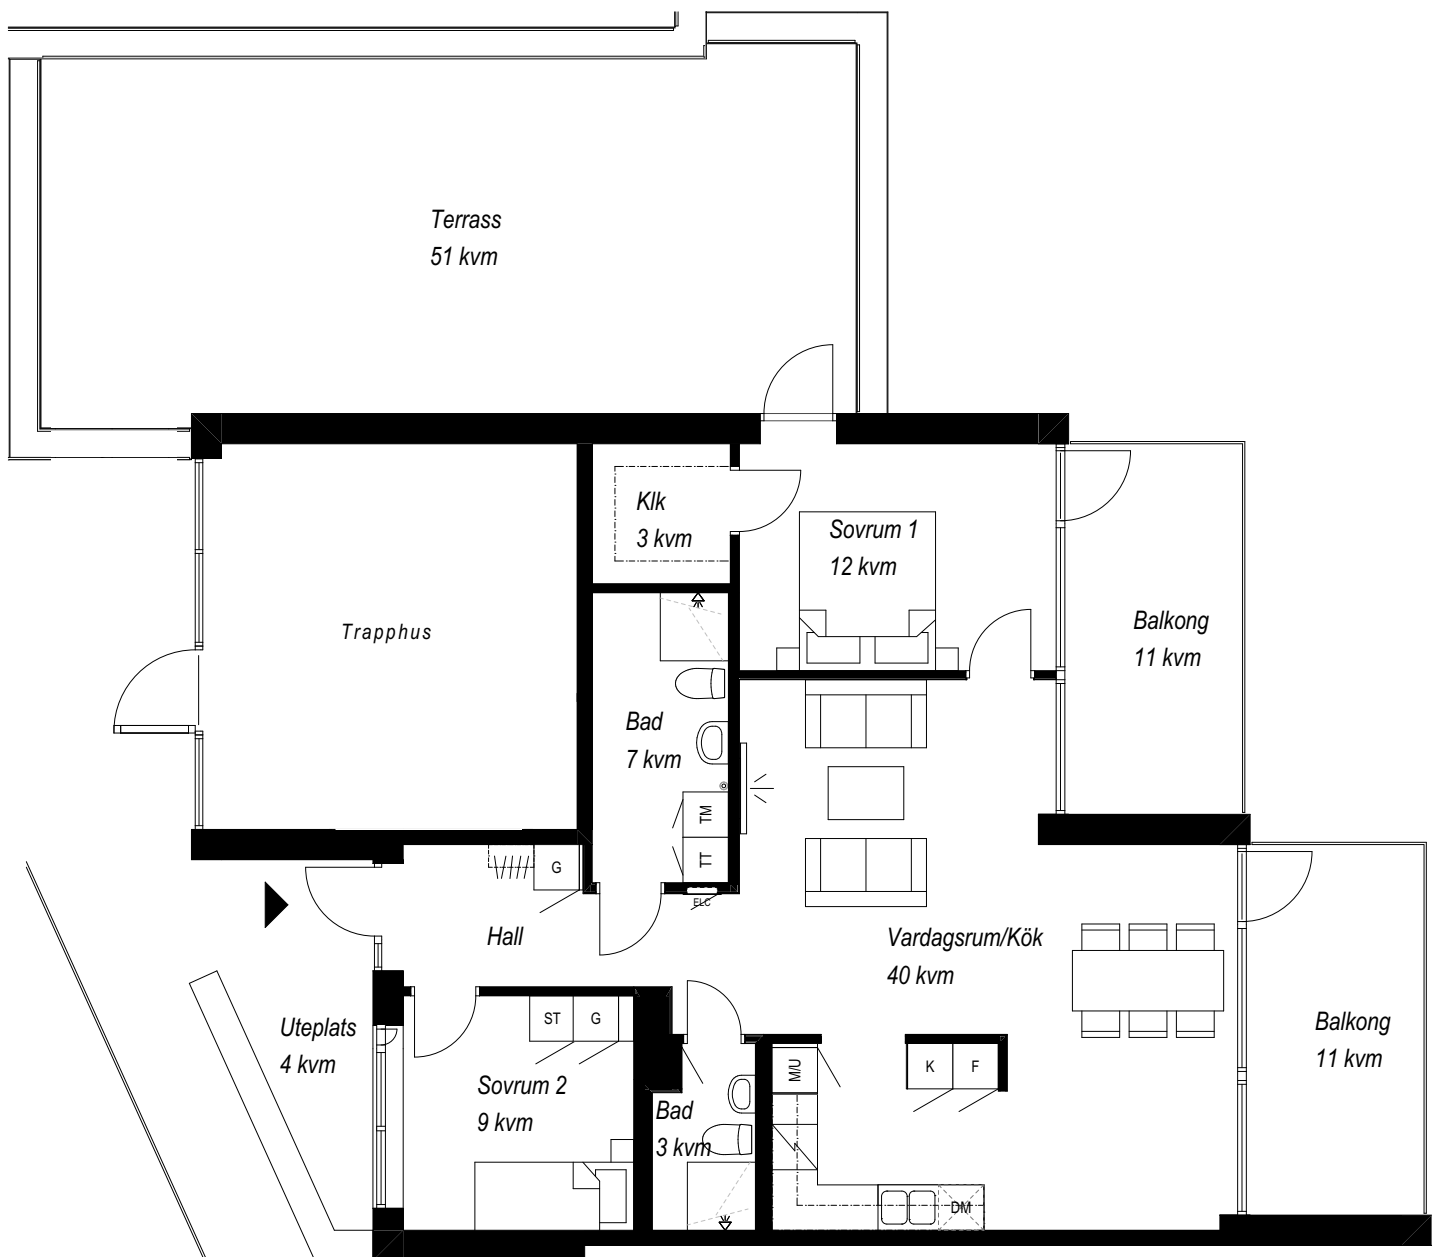 Terrass
51 kvm
Klk
3 kvm
Sovrum 1
12 kvm
Trapphus
Balkong
11 kvm
Bad
7 kvm
TM
TT
G
ELC
Hall
Vardagsrum/Kök
40 kvm
Uteplats
4 kvm
ST
G
Sovrum 2
9 kvm
Bad
3 kvm
M/U
K
F
DM
Balkong
11 kvm